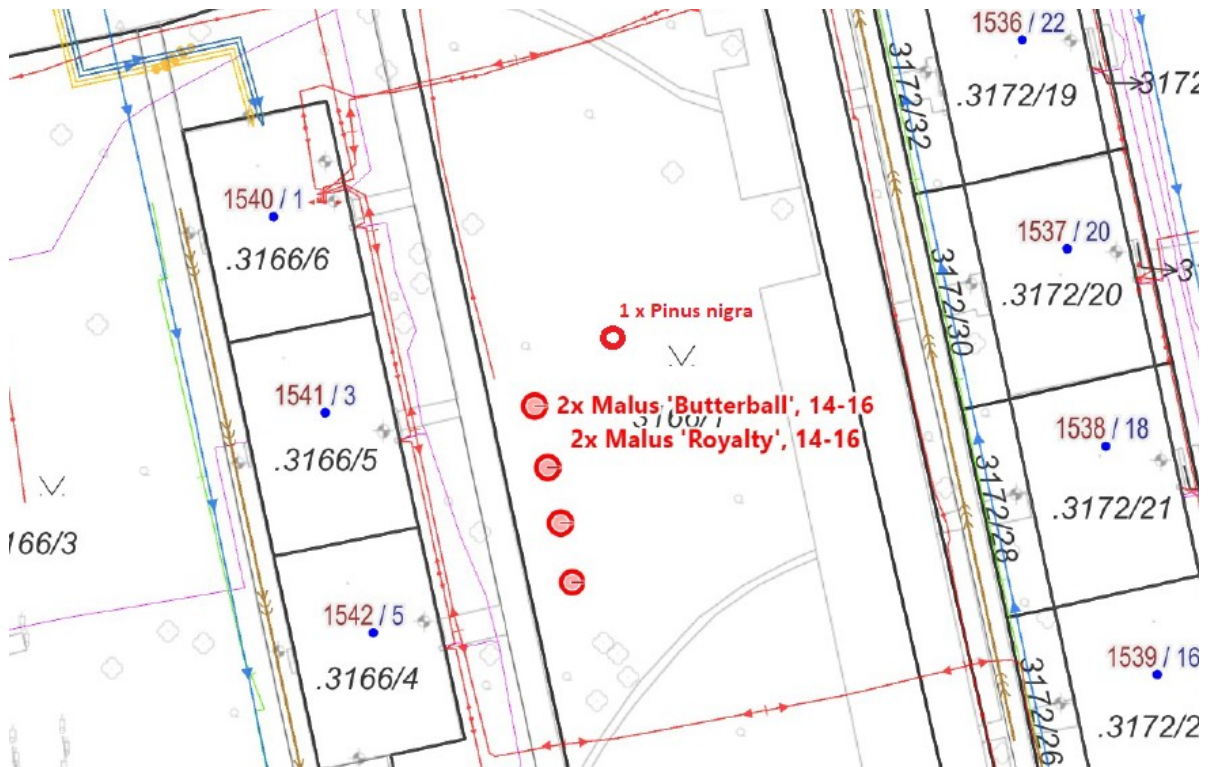 1536 / 22
.3172/19
3172
3172/32
1540 / 1
.3166/6
1537 / 20
.3172/20
3
3172/30
1 x Pinus nigra
2x Malus 'Butterball', 14-16
2x Malus 'Royalty', 14-16
1541 / 3
.3166/5
1538 / 18
.3172/21
3172/28
166/3
1542 / 5
.3166/4
1539 / 16
.3172/2
3172/26